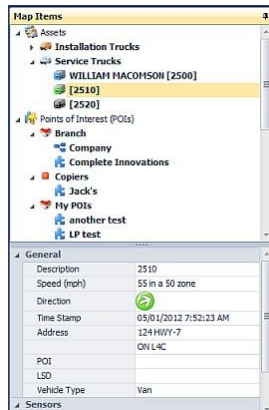 Map Items
Assets
Installation Trucks
Service Trucks
WILLIAM MACOMSON [2500]
[2510]
[2520]
Points of Interest (POIs)
Branch
Company
Complete Innovations
Copiers
Jack's
My POIs
another test
LP test
General
Description 2510
Speed (mph) 55 in a 50 zone
Direction
Time Stamp 05/01/2012 7:52:23 AM
Address 124 HWY-7
ON L4C
POI
LSD
Vehicle Type Van
Sensors